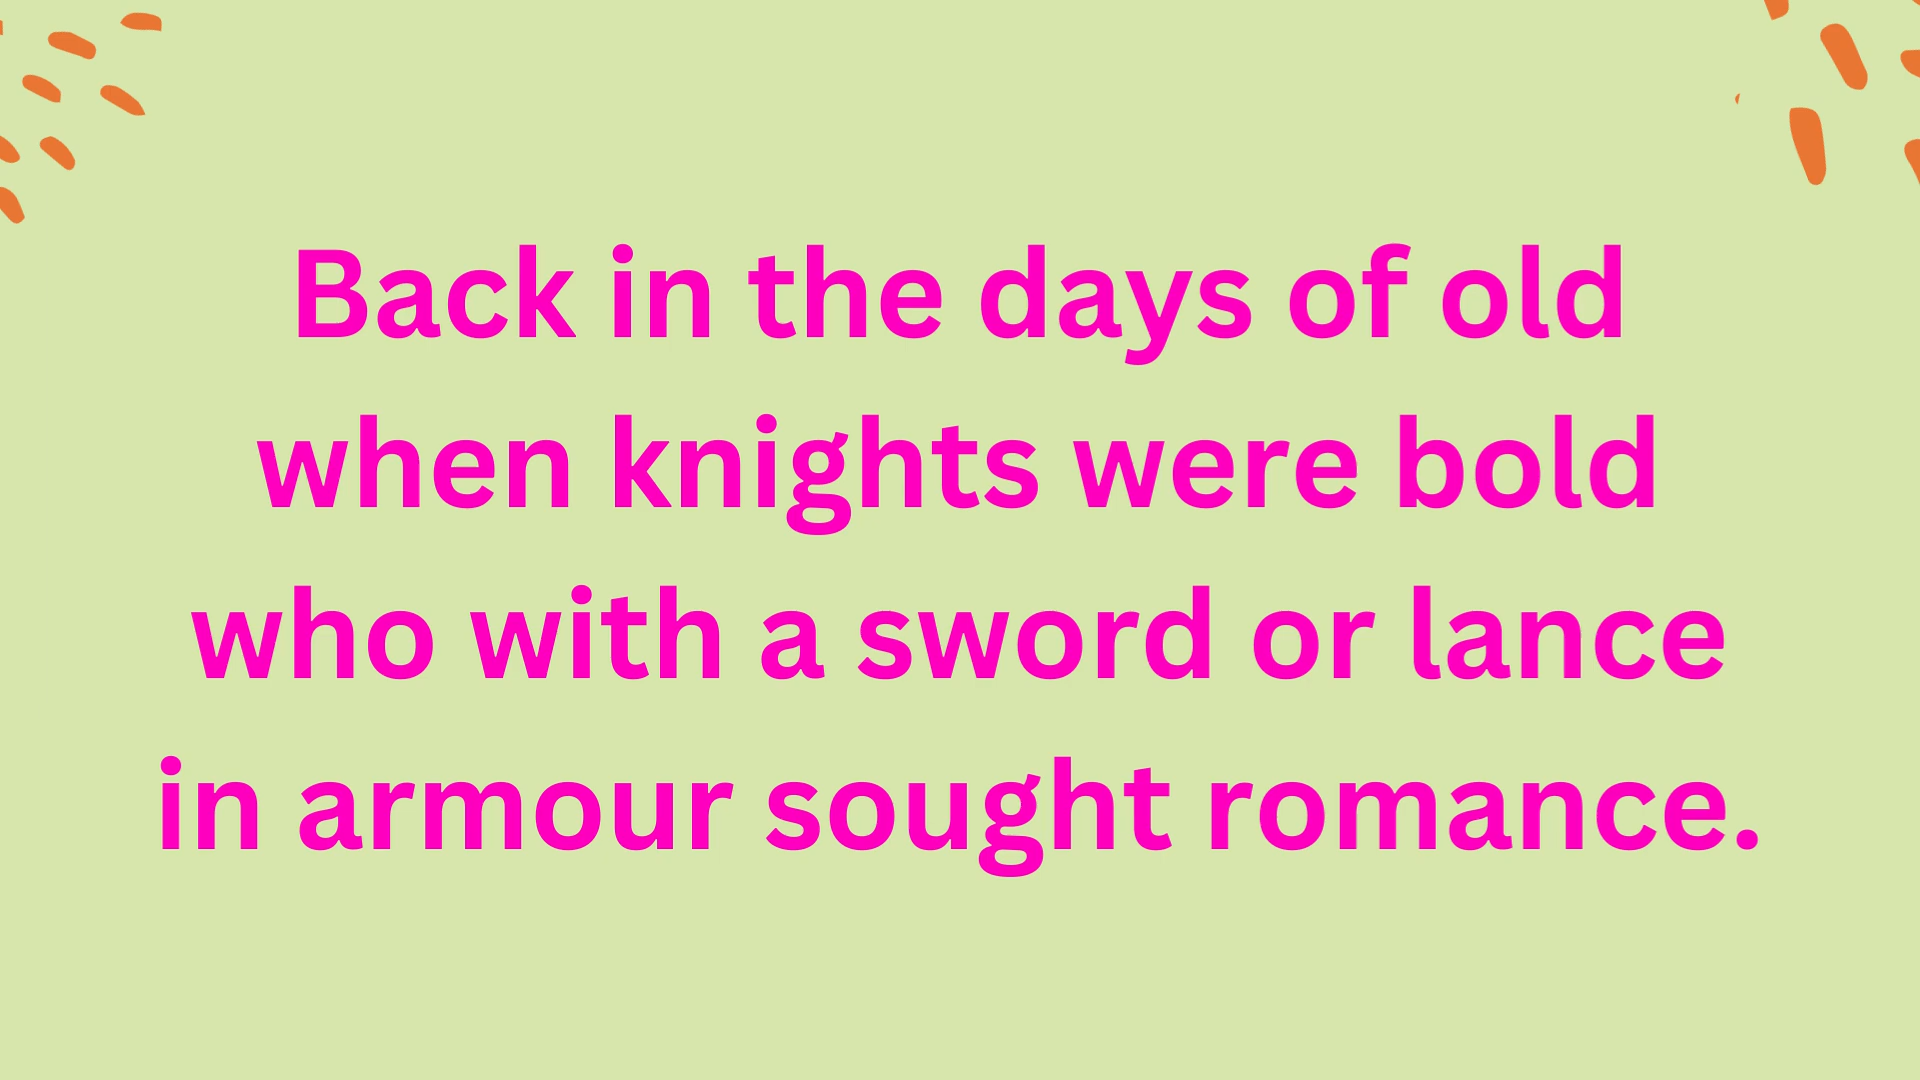 Back in the days of old
when knights were bold
who with a sword or lance
in armour sought romance.